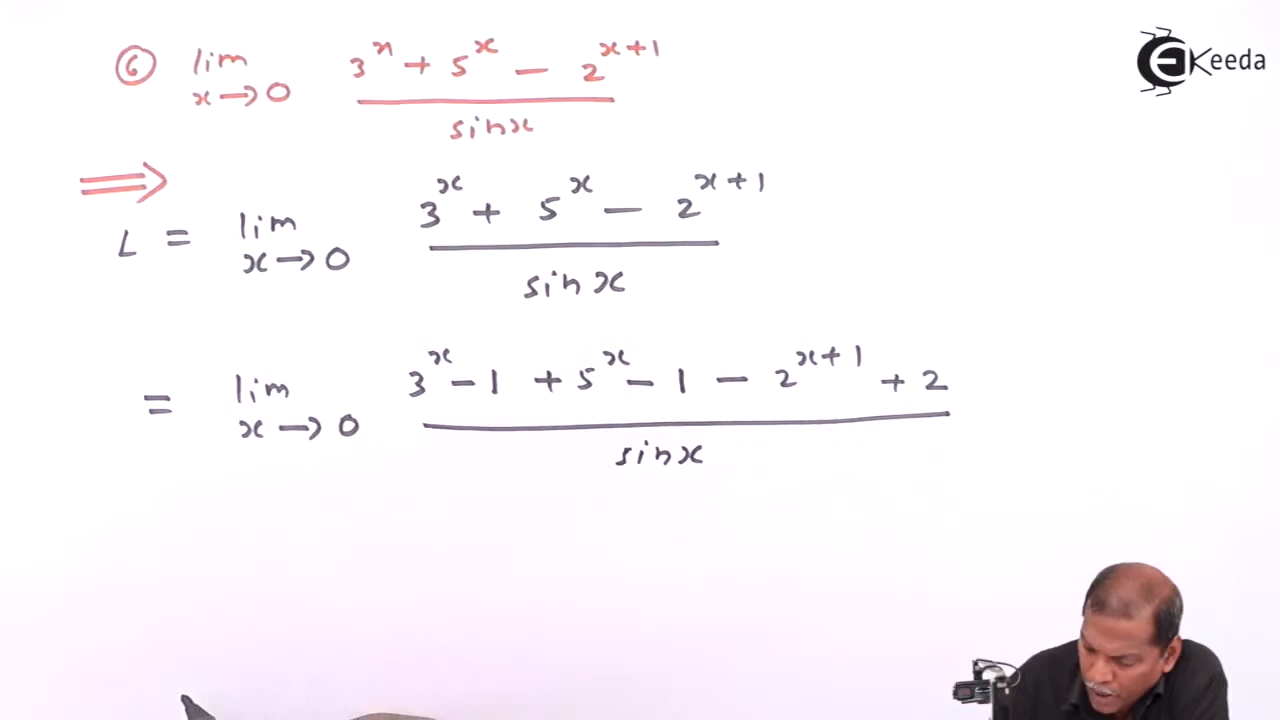 ⑥ lim 3^x + 5^x − 2^(x+1)
x→0 sinx
⟹
L = lim 3^x + 5^x − 2^(x+1)
x→0 sinx
= lim 3^x − 1 + 5^x − 1 − 2^(x+1) + 2
x→0 sinx
EKeeda